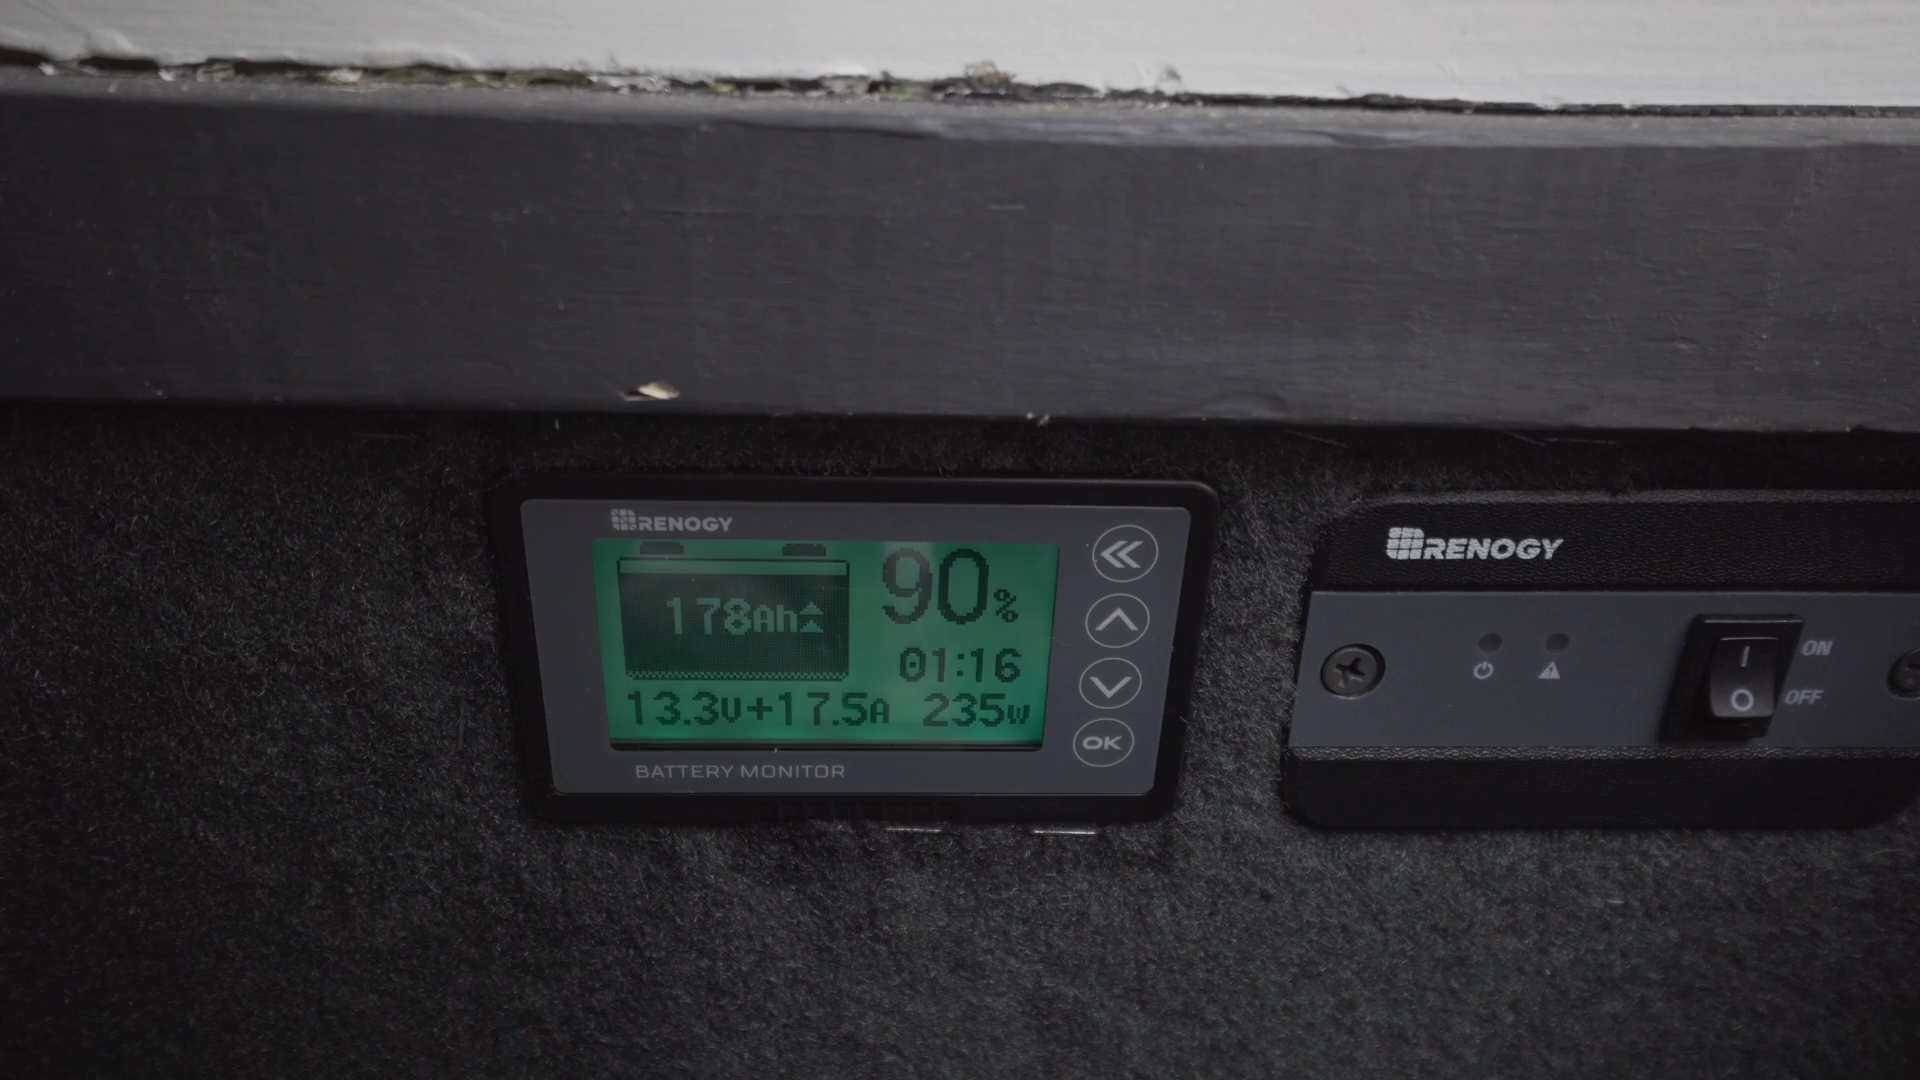 RENOGY
178Ah
90%
01:16
13.3V+17.5A 235W
OK
BATTERY MONITOR
RENOGY
ON
OFF